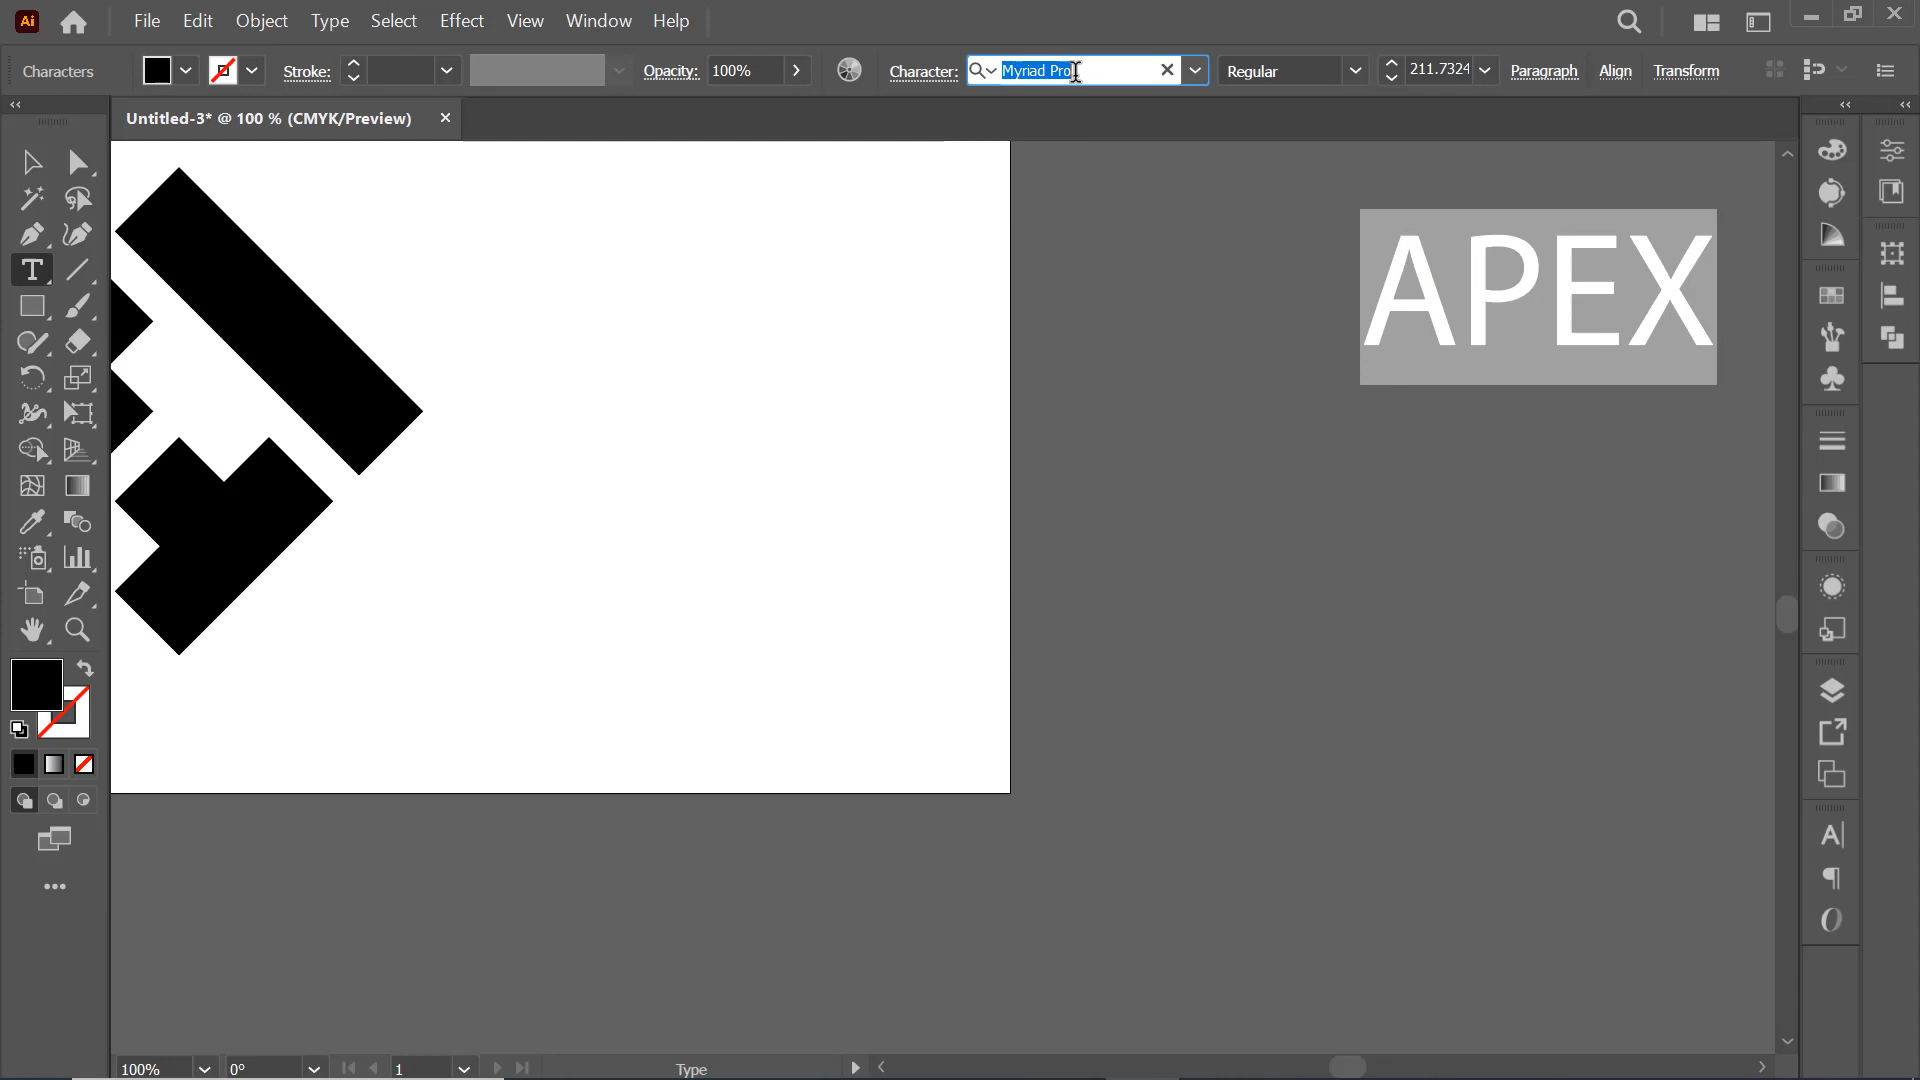 Ai File Edit Object Type Select Effect View Window Help
Characters Stroke: Opacity: 100% Character: Myriad Pro Regular 211.7324 Paragraph Align Transform
Untitled-3* @ 100 % (CMYK/Preview)
APEX
100% 0° 1 Type